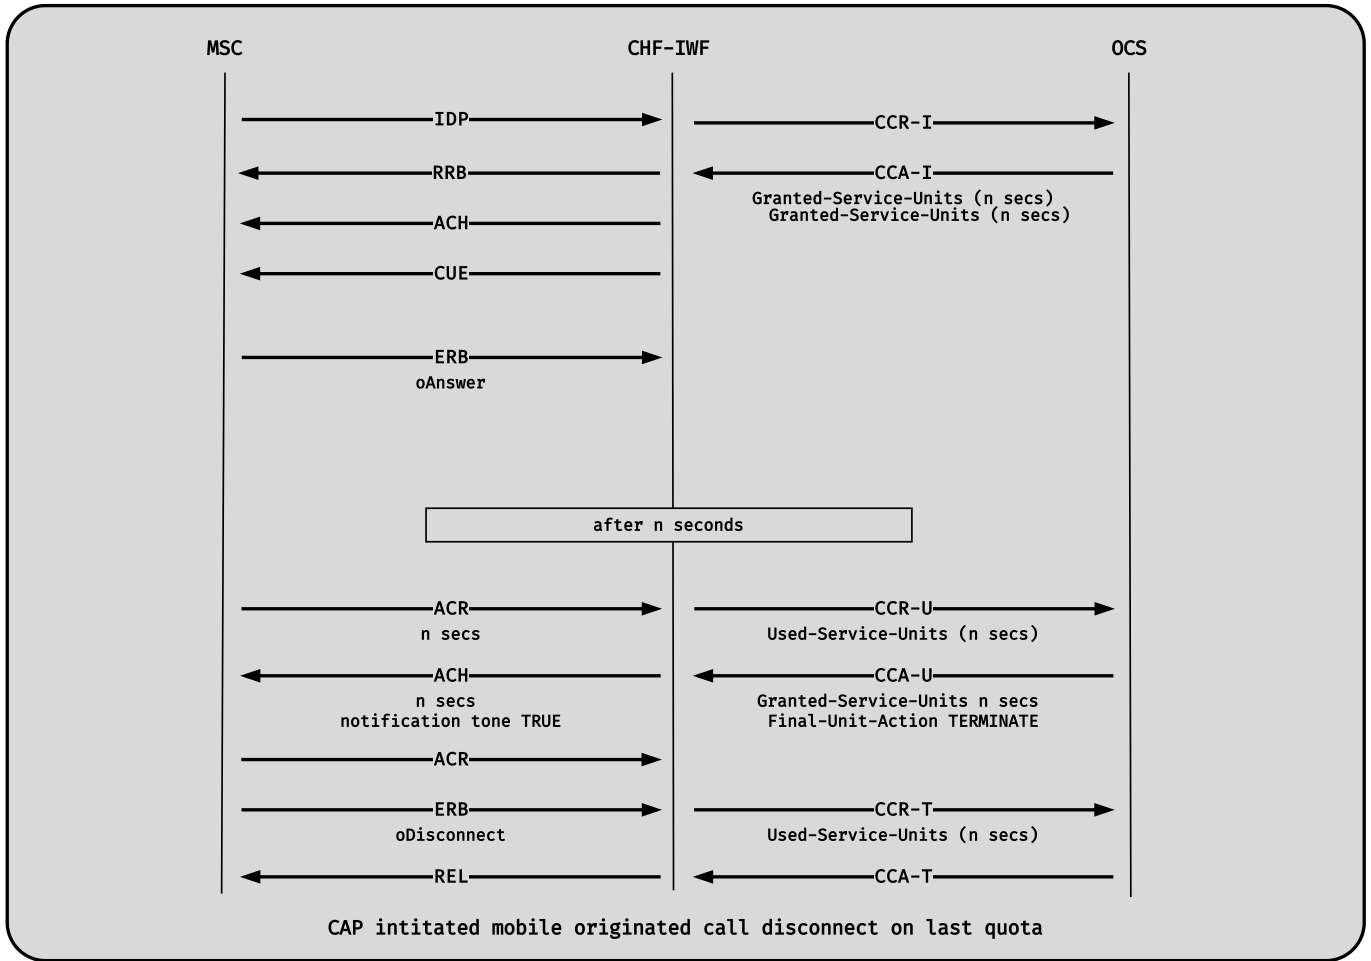 MSC CHF-IWF OCS
IDP CCR-I
RRB CCA-I
Granted-Service-Units (n secs)
Granted-Service-Units (n secs)
ACH
CUE
ERB
oAnswer
after n seconds
ACR CCR-U
n secs Used-Service-Units (n secs)
ACH CCA-U
n secs Granted-Service-Units n secs
notification tone TRUE Final-Unit-Action TERMINATE
ACR
ERB CCR-T
oDisconnect Used-Service-Units (n secs)
REL CCA-T
CAP intitated mobile originated call disconnect on last quota